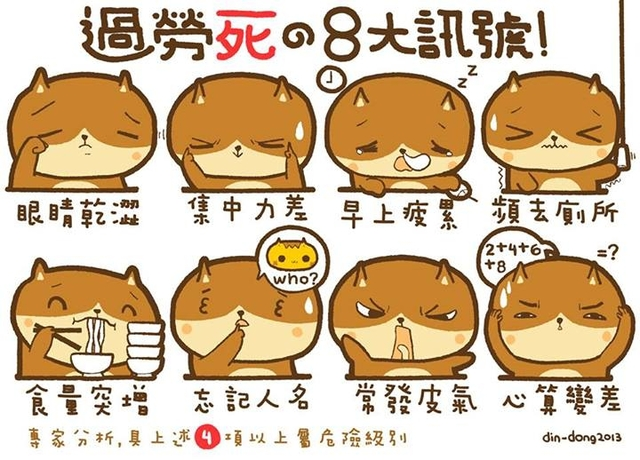 過勞死の8大訊號!
zzz
眼睛乾澀
集中力差
早上疲累
頻去廁所
who?
2+4+6
+8
=?
食量突增
忘記人名
常發皮氣
心算變差
專家分析,具上述4項以上屬危險級別
din-dong2013